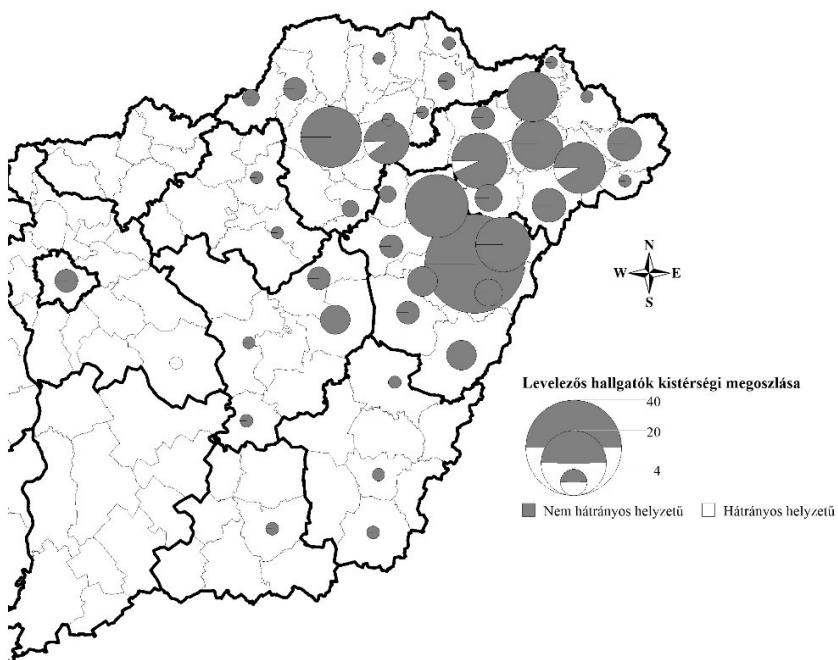 N
W E
S
Levelezős hallgatók kistérségi megoszlása
40
20
4
Nem hátrányos helyzetű Hátrányos helyzetű